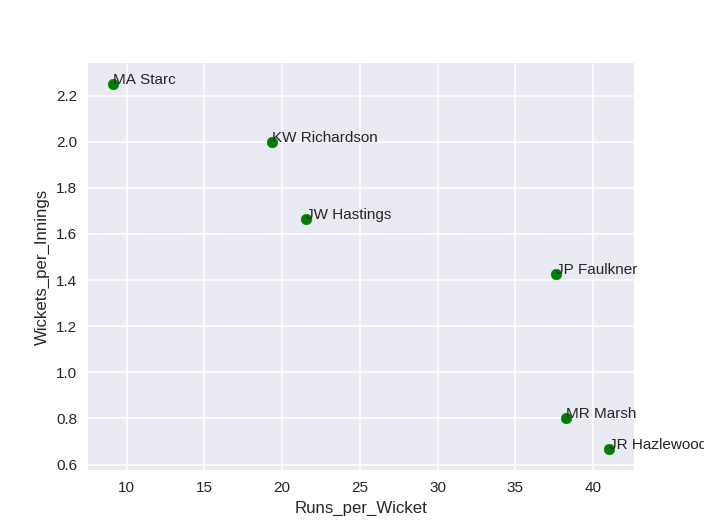 MA Starc
2.2
KW Richardson
2.0
1.8
JW Hastings
1.6
JP Faulkner
1.4
1.2
1.0
MR Marsh
0.8
JR Hazlewood
0.6
Wickets_per_Innings
10 15 20 25 30 35 40
Runs_per_Wicket